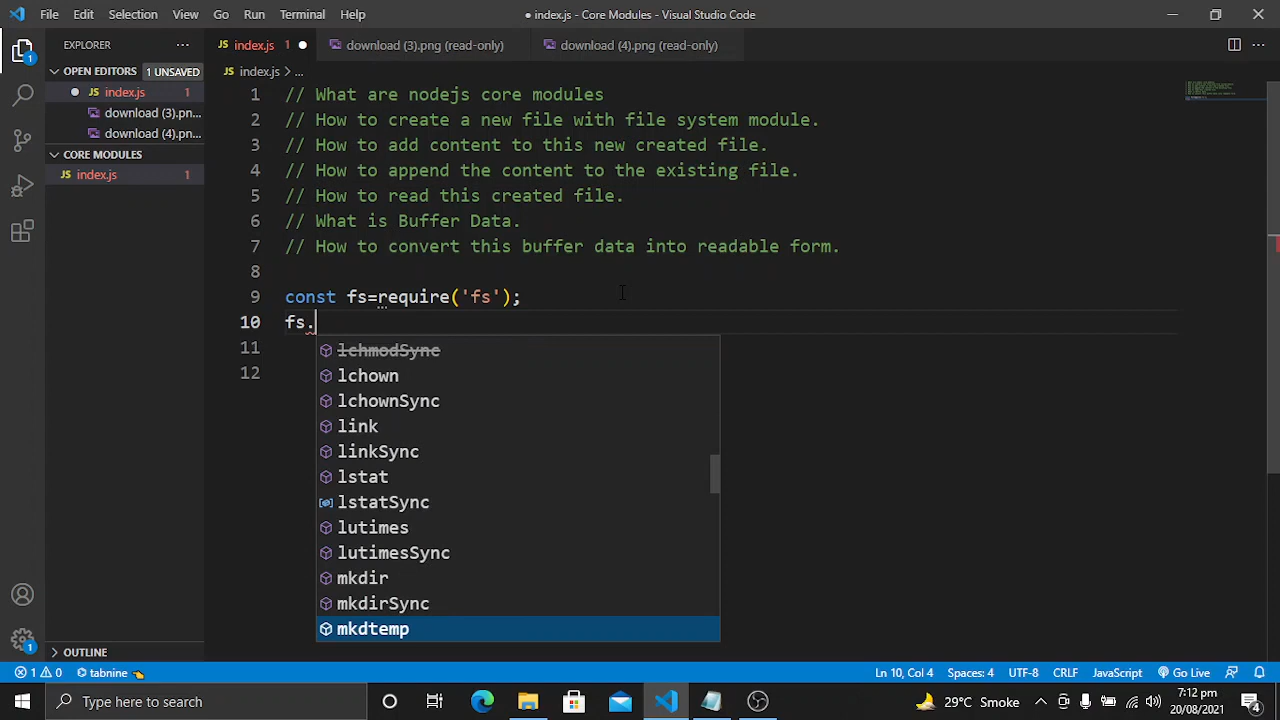 File Edit Selection View Go Run Terminal Help
● index.js - Core Modules - Visual Studio Code
EXPLORER
index.js 1
download (3).png (read-only)
download (4).png (read-only)
OPEN EDITORS 1 UNSAVED
index.js 1
download (3).pn...
download (4).pn...
CORE MODULES
index.js 1
OUTLINE
index.js > ...
1 // What are nodejs core modules
2 // How to create a new file with file system module.
3 // How to add content to this new created file.
4 // How to append the content to the existing file.
5 // How to read this created file.
6 // What is Buffer Data.
7 // How to convert this buffer data into readable form.
8
9 const fs=require('fs');
10 fs.
11
12
lchmodSync
lchown
lchownSync
link
linkSync
lstat
lstatSync
lutimes
lutimesSync
mkdir
mkdirSync
mkdtemp
1 0 tabnine Ln 10, Col 4 Spaces: 4 UTF-8 CRLF JavaScript Go Live
Type here to search
29°C Smoke
7:12 pm
20/08/2021
4